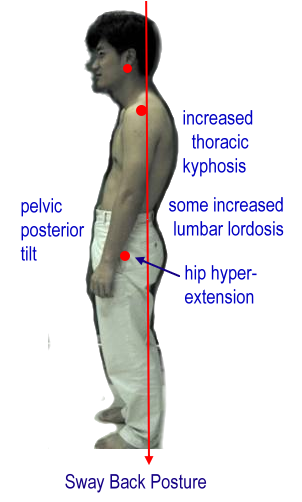 increased
thoracic
kyphosis
pelvic
posterior
tilt
some increased
lumbar lordosis
hip hyper-
extension
Sway Back Posture